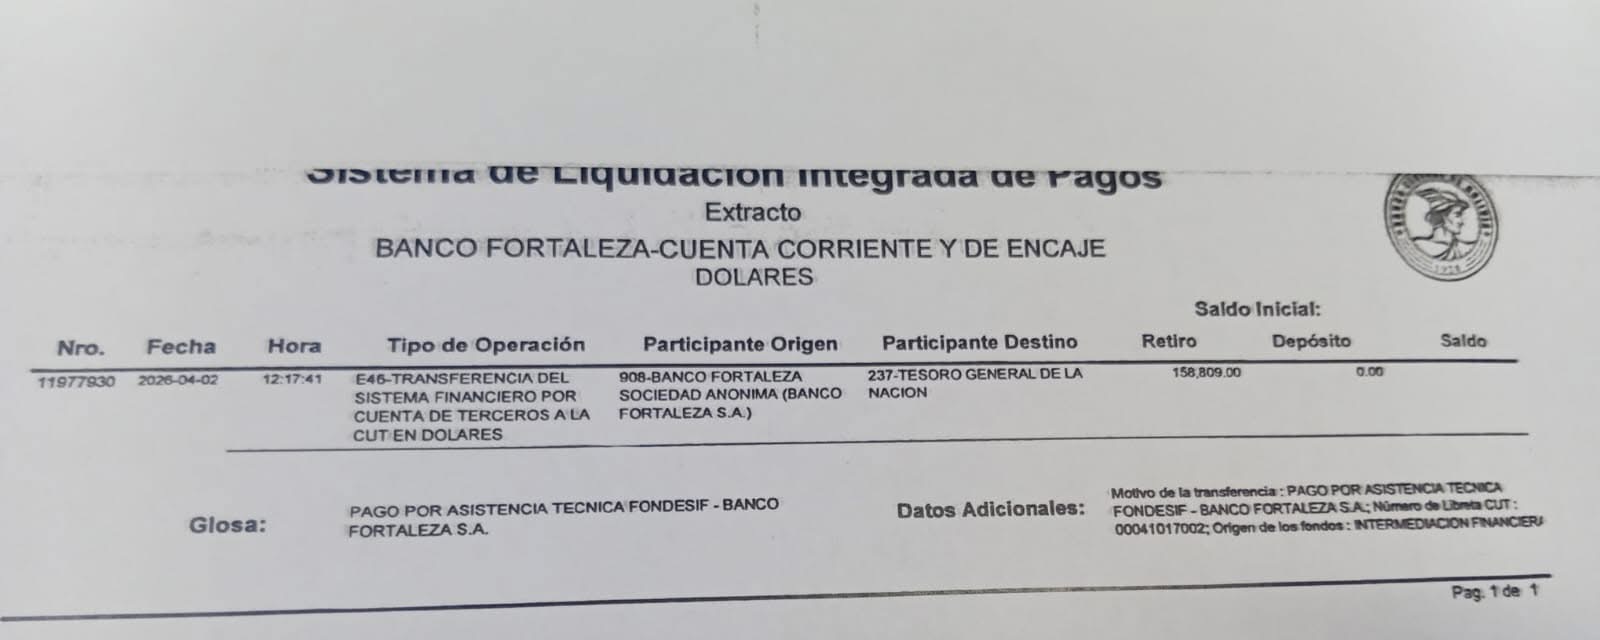 Sistema de Liquidación Integrada de Pagos
Extracto
BANCO FORTALEZA-CUENTA CORRIENTE Y DE ENCAJE
DOLARES
Saldo Inicial:
Nro. Fecha Hora Tipo de Operación Participante Origen Participante Destino Retiro Depósito Saldo
11977930 2026-04-02 12:17:41 E46-TRANSFERENCIA DEL 908-BANCO FORTALEZA 237-TESORO GENERAL DE LA 158,809.00 0.00
SISTEMA FINANCIERO POR SOCIEDAD ANONIMA (BANCO NACION
CUENTA DE TERCEROS A LA FORTALEZA S.A.)
CUT EN DOLARES
Glosa: PAGO POR ASISTENCIA TECNICA FONDESIF - BANCO
FORTALEZA S.A.
Datos Adicionales: Motivo de la transferencia : PAGO POR ASISTENCIA TECNICA
FONDESIF - BANCO FORTALEZA S.A.; Número de Libreta CUT :
00041017002; Origen de los fondos : INTERMEDIACION FINANCIERA
Pag. 1 de 1
1928